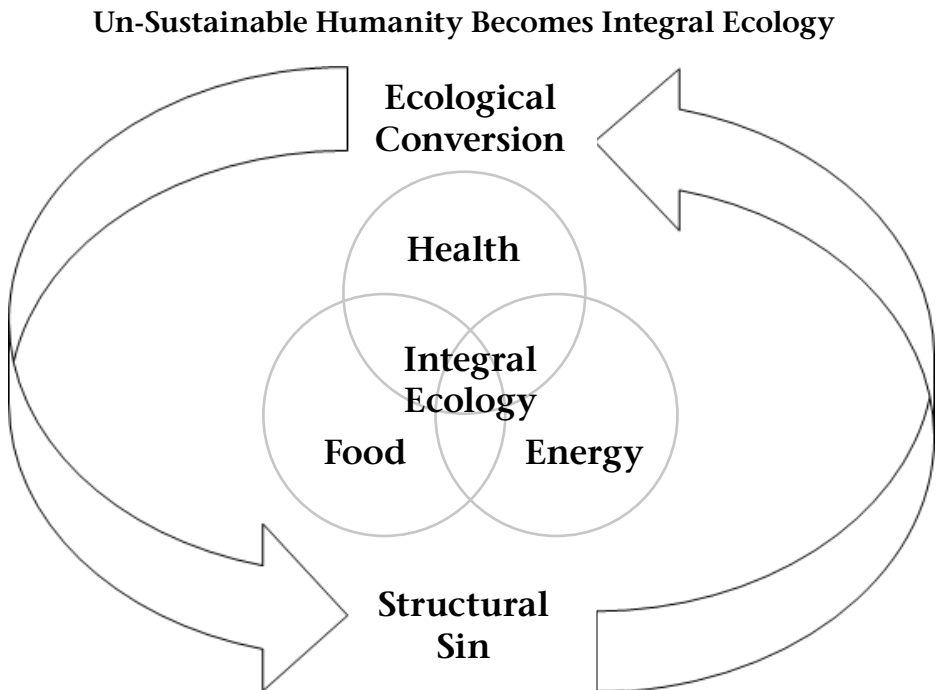 Un-Sustainable Humanity Becomes Integral Ecology
Ecological
Conversion
Health
Integral
Ecology
Food
Energy
Structural
Sin